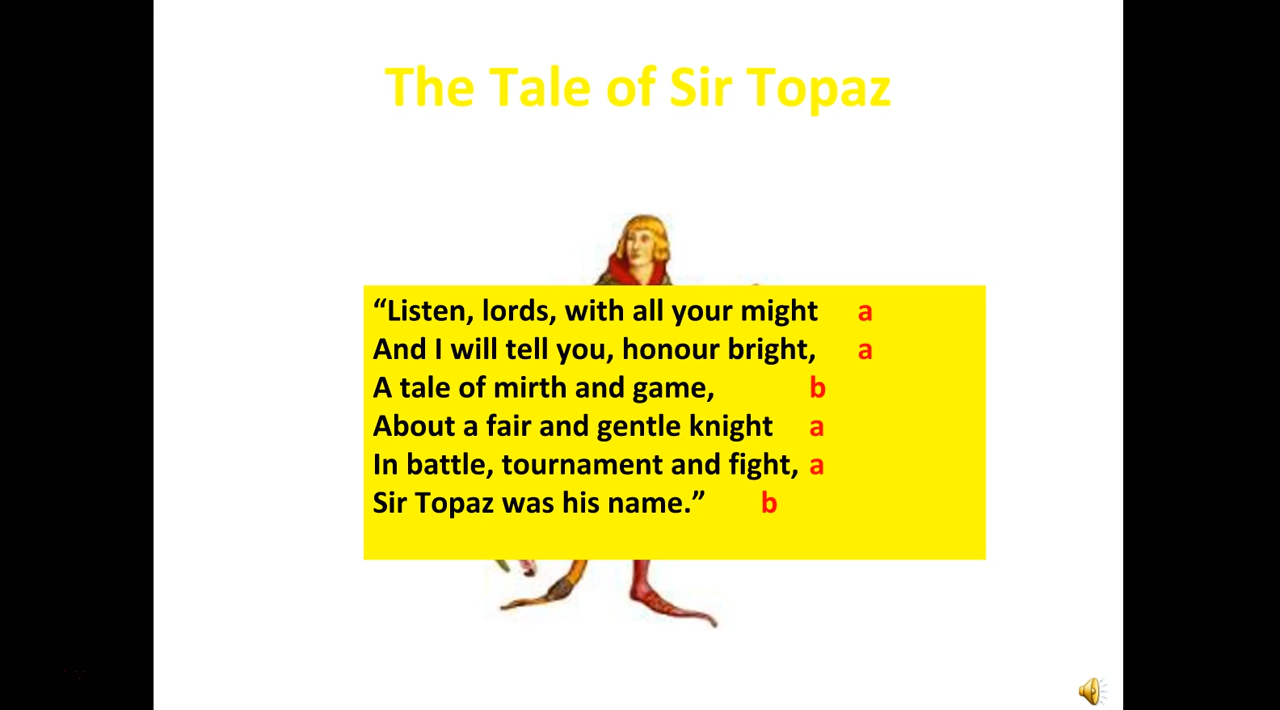 The Tale of Sir Topaz
“Listen, lords, with all your might a
And I will tell you, honour bright, a
A tale of mirth and game, b
About a fair and gentle knight a
In battle, tournament and fight, a
Sir Topaz was his name.” b